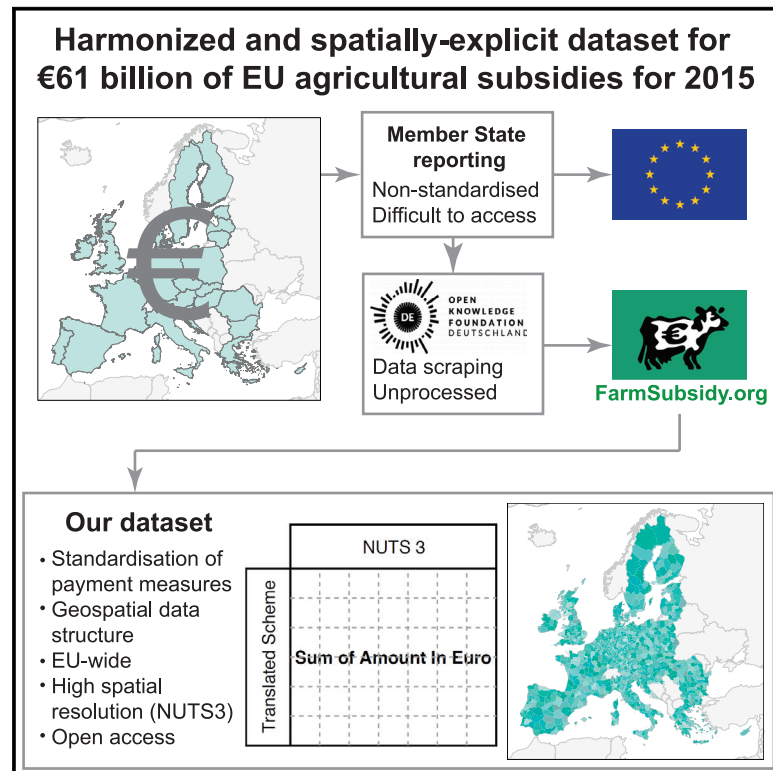 Harmonized and spatially-explicit dataset for
€61 billion of EU agricultural subsidies for 2015
€
Member State
reporting
Non-standardised
Difficult to access
DE
OPEN
KNOWLEDGE
FOUNDATION
DEUTSCHLAND
Data scraping
Unprocessed
€
FarmSubsidy.org
Our dataset
• Standardisation of
payment measures
• Geospatial data
structure
• EU-wide
• High spatial
resolution (NUTS3)
• Open access
NUTS 3
Translated Scheme
Sum of Amount in Euro